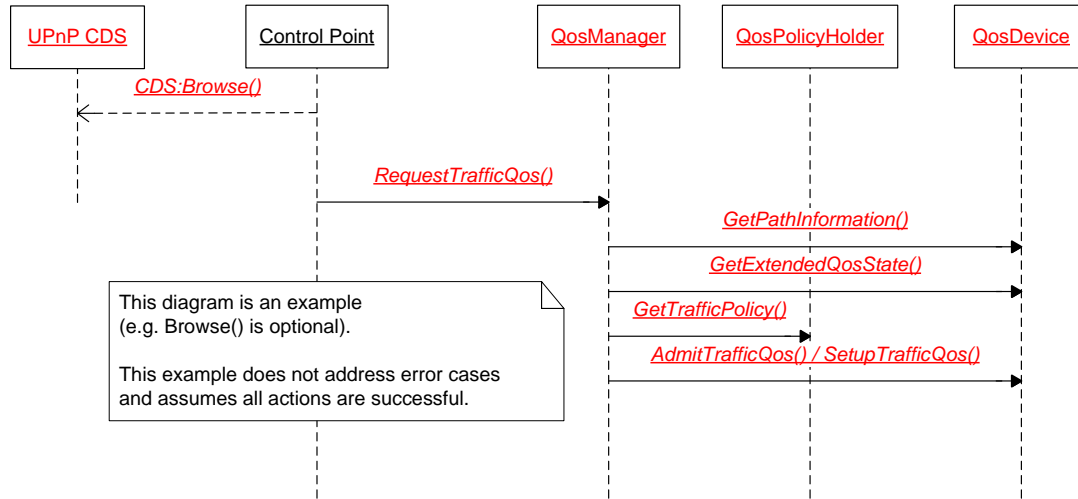 UPnP CDS
Control Point
QosManager
QosPolicyHolder
QosDevice
CDS:Browse()
RequestTrafficQos()
GetPathInformation()
GetExtendedQosState()
GetTrafficPolicy()
AdmitTrafficQos() / SetupTrafficQos()
This diagram is an example
(e.g. Browse() is optional).
This example does not address error cases
and assumes all actions are successful.